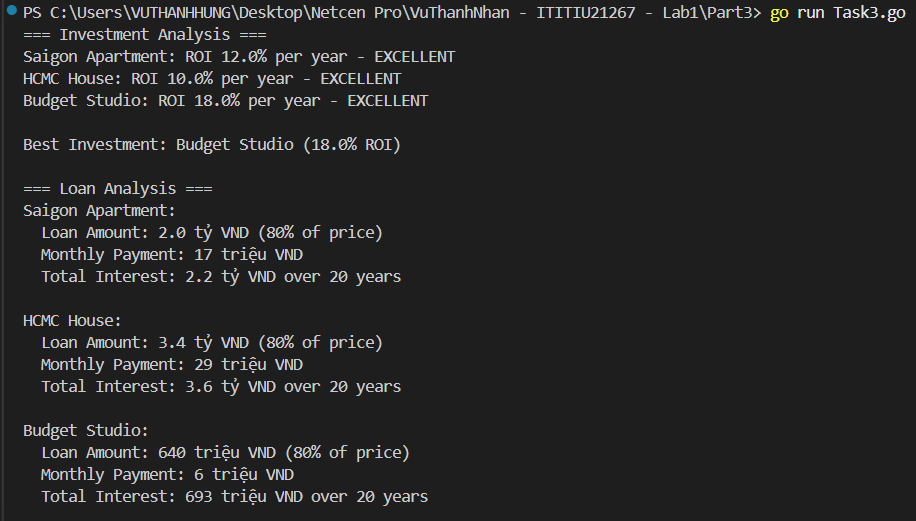 PS C:\Users\VUTHANHHUNG\Desktop\Netcen Pro\VuThanhNhan - ITITIU21267 - Lab1\Part3> go run Task3.go
=== Investment Analysis ===
Saigon Apartment: ROI 12.0% per year - EXCELLENT
HCMC House: ROI 10.0% per year - EXCELLENT
Budget Studio: ROI 18.0% per year - EXCELLENT
Best Investment: Budget Studio (18.0% ROI)
=== Loan Analysis ===
Saigon Apartment:
Loan Amount: 2.0 tỷ VND (80% of price)
Monthly Payment: 17 triệu VND
Total Interest: 2.2 tỷ VND over 20 years
HCMC House:
Loan Amount: 3.4 tỷ VND (80% of price)
Monthly Payment: 29 triệu VND
Total Interest: 3.6 tỷ VND over 20 years
Budget Studio:
Loan Amount: 640 triệu VND (80% of price)
Monthly Payment: 6 triệu VND
Total Interest: 693 triệu VND over 20 years